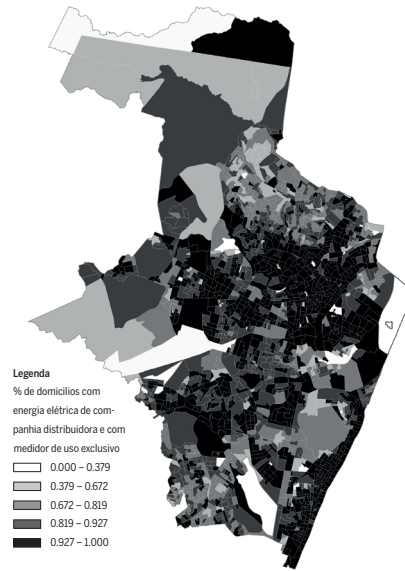 Legenda
% de domicilios com
energia elétrica de com-
panhia distribuidora e com
medidor de uso exclusivo
0.000 – 0.379
0.379 – 0.672
0.672 – 0.819
0.819 – 0.927
0.927 – 1.000